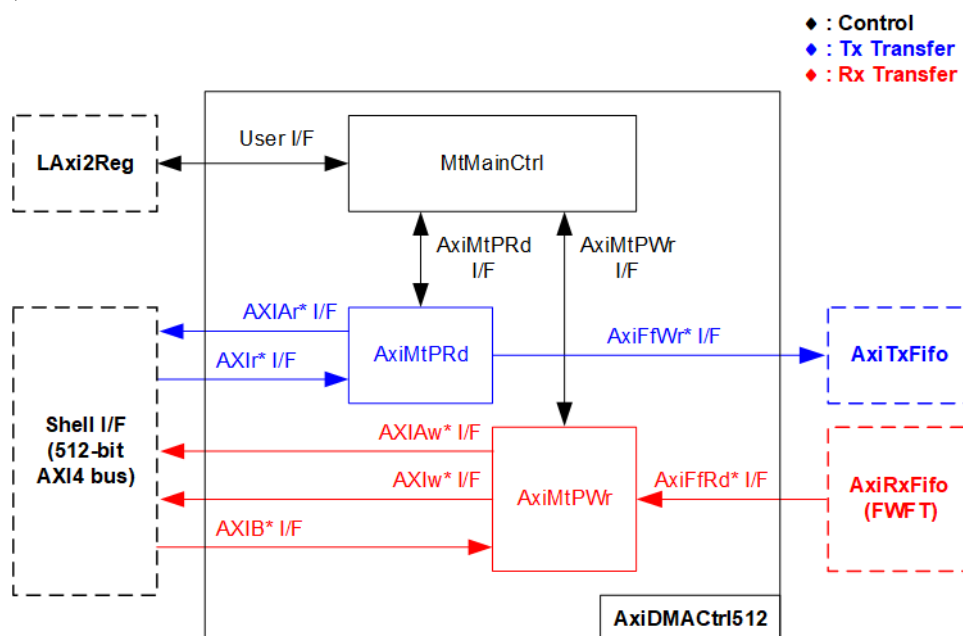 ♦ : Control
♦ : Tx Transfer
♦ : Rx Transfer
LAxi2Reg
User I/F
MtMainCtrl
AxiMtPRd
I/F
AxiMtPWr
I/F
Shell I/F
(512-bit
AXI4 bus)
AXIAr* I/F
AXIr* I/F
AxiMtPRd
AxiFfWr* I/F
AxiTxFifo
AXIAw* I/F
AXIw* I/F
AXIB* I/F
AxiMtPWr
AxiFfRd* I/F
AxiRxFifo
(FWFT)
AxiDMACtrl512